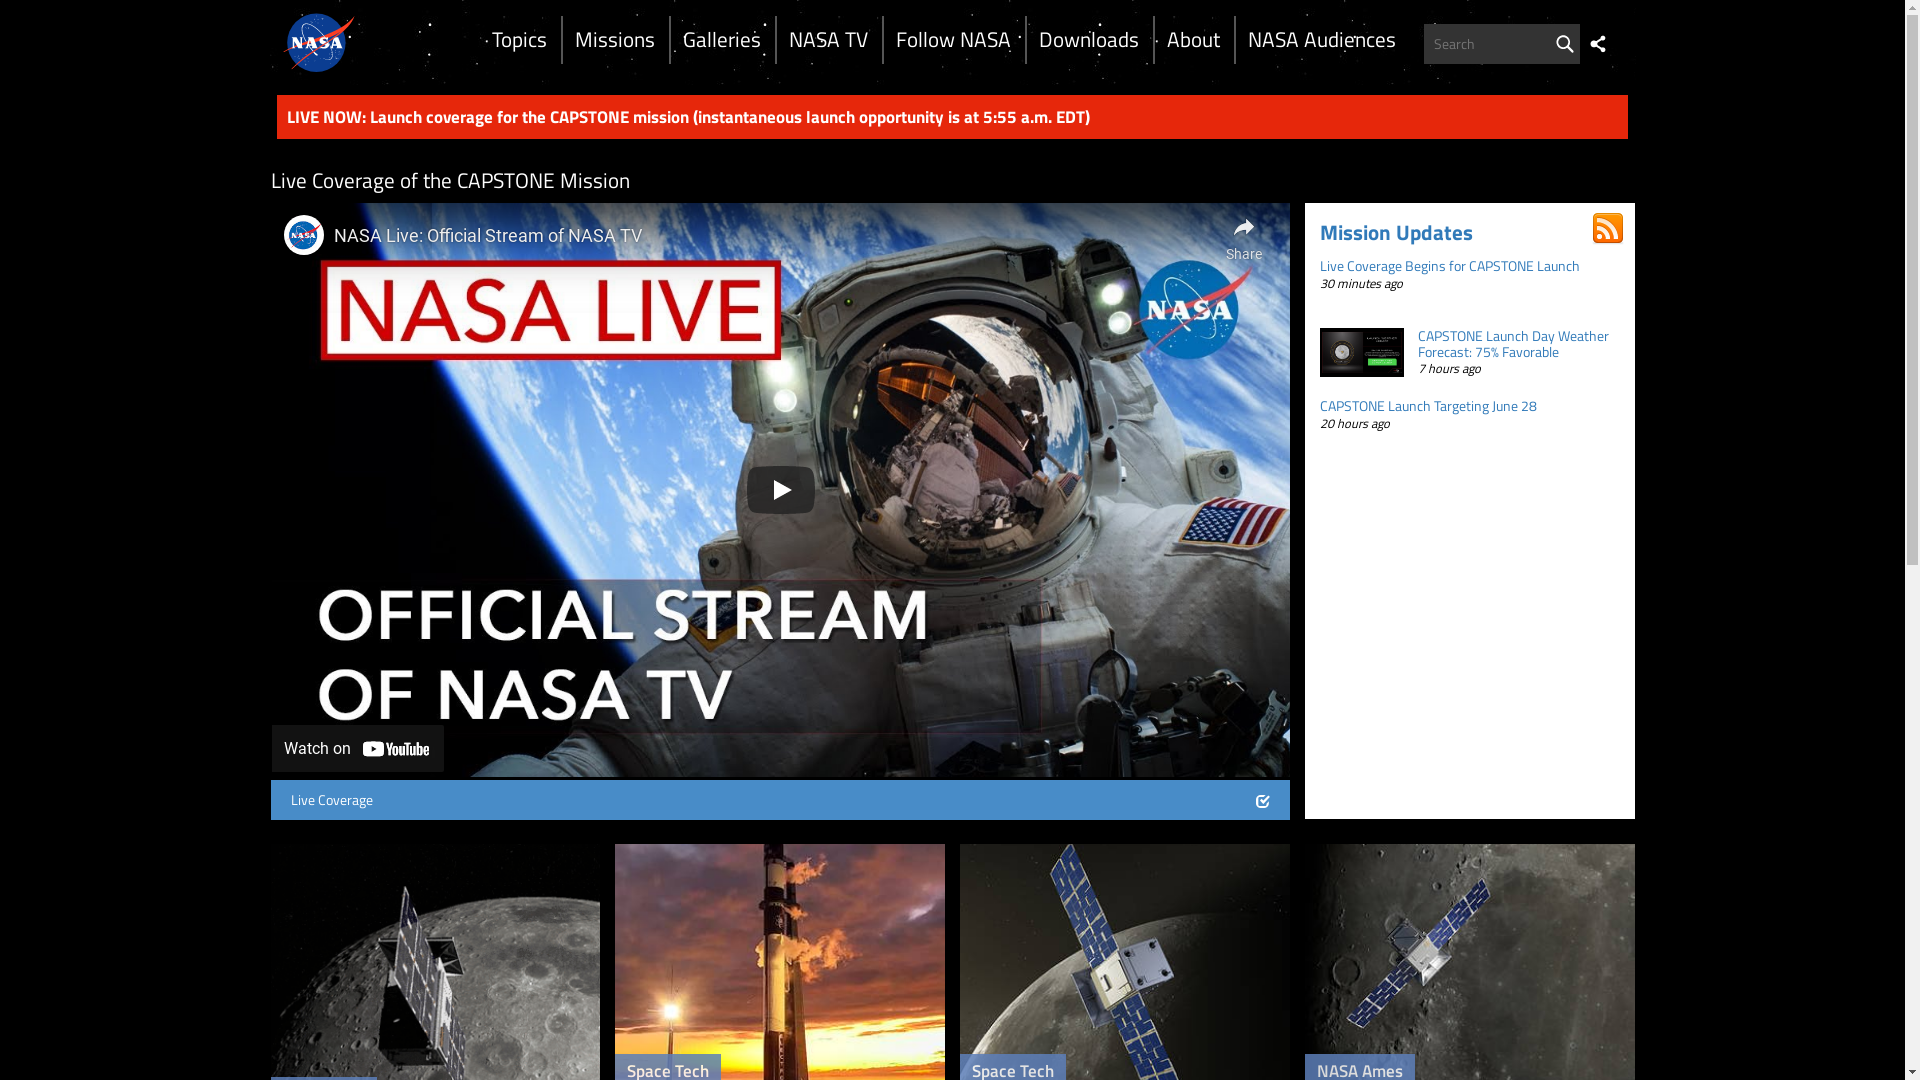 NASA
Topics
Missions
Galleries
NASA TV
Follow NASA
Downloads
About
NASA Audiences
Search
LIVE NOW: Launch coverage for the CAPSTONE mission (instantaneous launch opportunity is at 5:55 a.m. EDT)
Live Coverage of the CAPSTONE Mission
NASA
NASA Live: Official Stream of NASA TV
Share
NASA LIVE
NASA
OFFICIAL STREAM
OF NASA TV
Watch on YouTube
Live Coverage
Mission Updates
Live Coverage Begins for CAPSTONE Launch
30 minutes ago
CAPSTONE Launch Day Weather
Forecast: 75% Favorable
7 hours ago
CAPSTONE Launch Targeting June 28
20 hours ago
Space Tech
Space Tech
NASA Ames